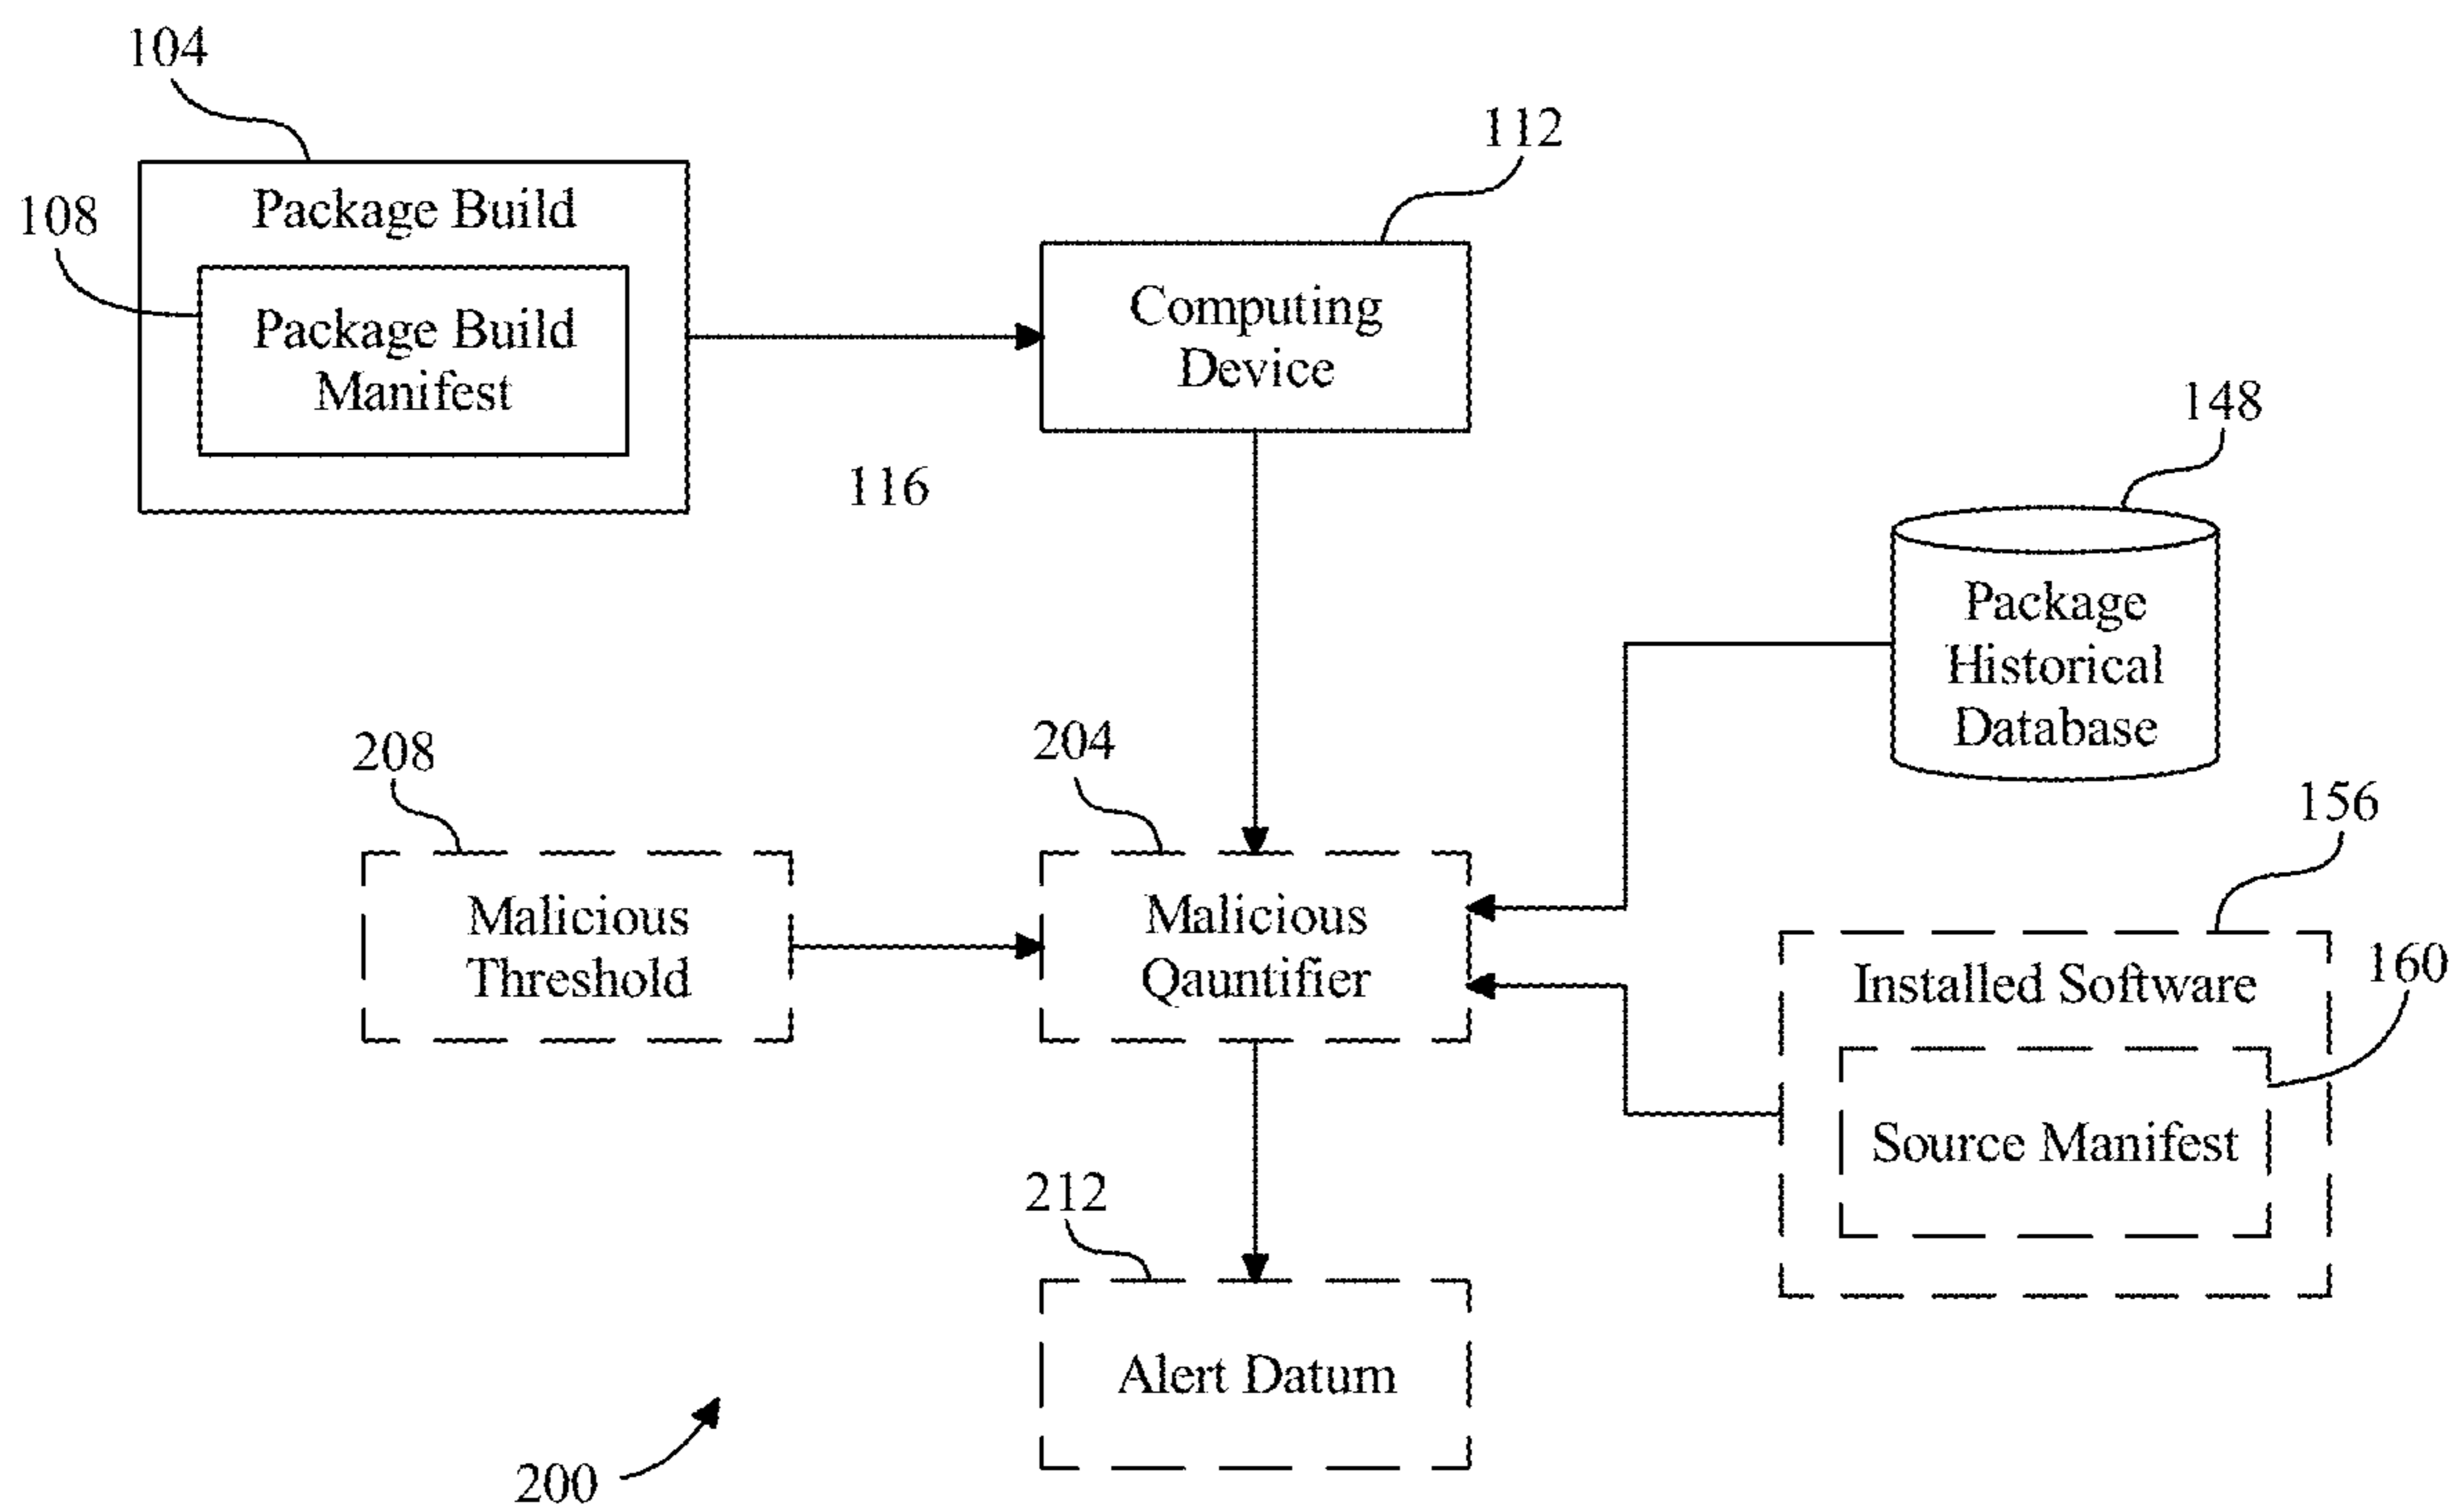 104
112
Package Build
108
Package Build
Manifest
Computing
Device
148
116
Package
Historical
Database
208
204
156
Malicious
Threshold
Malicious
Qauntifier
160
Installed Software
Source Manifest
212
Alert Datum
200